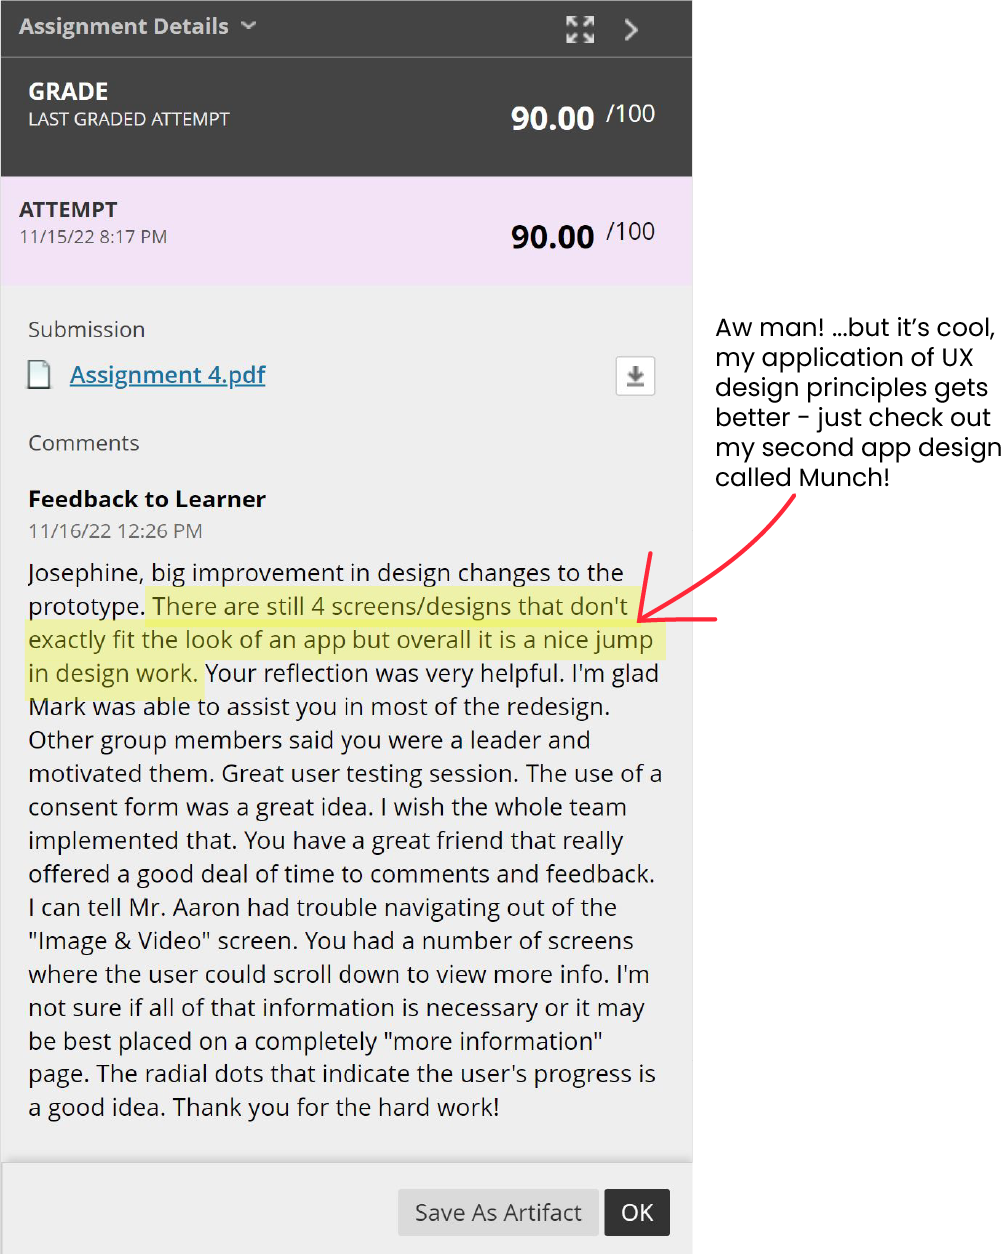 Assignment Details
GRADE
LAST GRADED ATTEMPT
90.00 /100
ATTEMPT
11/15/22 8:17 PM
90.00 /100
Submission
Assignment 4.pdf
Comments
Feedback to Learner
11/16/22 12:26 PM
Josephine, big improvement in design changes to the
prototype. There are still 4 screens/designs that don't
exactly fit the look of an app but overall it is a nice jump
in design work. Your reflection was very helpful. I'm glad
Mark was able to assist you in most of the redesign.
Other group members said you were a leader and
motivated them. Great user testing session. The use of a
consent form was a great idea. I wish the whole team
implemented that. You have a great friend that really
offered a good deal of time to comments and feedback.
I can tell Mr. Aaron had trouble navigating out of the
"Image & Video" screen. You had a number of screens
where the user could scroll down to view more info. I'm
not sure if all of that information is necessary or it may
be best placed on a completely "more information"
page. The radial dots that indicate the user's progress is
a good idea. Thank you for the hard work!
Save As Artifact
OK
Aw man! ...but it's cool,
my application of UX
design principles gets
better - just check out
my second app design
called Munch!